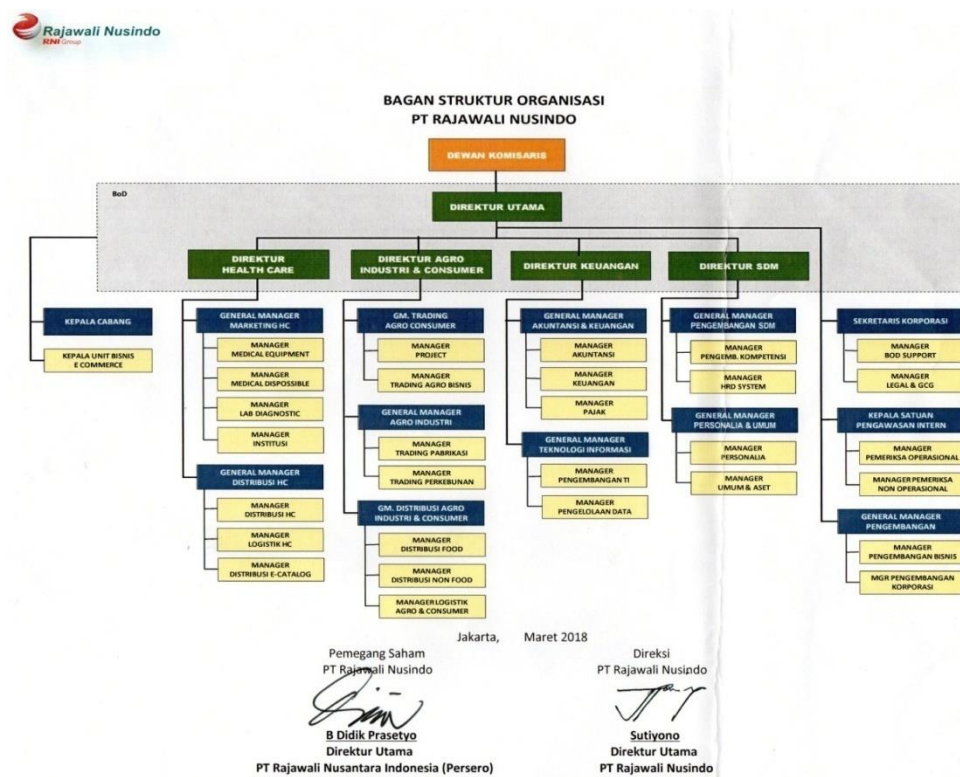 Rajawali Nusindo
RNI Group
BAGAN STRUKTUR ORGANISASI
PT RAJAWALI NUSINDO
DEWAN KOMISARIS
BoD
DIREKTUR UTAMA
DIREKTUR
HEALTH CARE
DIREKTUR AGRO
INDUSTRI & CONSUMER
DIREKTUR KEUANGAN
DIREKTUR SDM
KEPALA CABANG
KEPALA UNIT BISNIS
E COMMERCE
GENERAL MANAGER
MARKETING HC
MANAGER
MEDICAL EQUIPMENT
MANAGER
MEDICAL DISPOSSIBLE
MANAGER
LAB DIAGNOSTIC
MANAGER
INSTITUSI
GENERAL MANAGER
DISTRIBUSI HC
MANAGER
DISTRIBUSI HC
MANAGER
LOGISTIK HC
MANAGER
DISTRIBUSI E-CATALOG
GM. TRADING
AGRO CONSUMER
MANAGER
PROJECT
MANAGER
TRADING AGRO BISNIS
GENERAL MANAGER
AGRO INDUSTRI
MANAGER
TRADING PABRIKASI
MANAGER
TRADING PERKEBUNAN
GM. DISTRIBUSI AGRO
INDUSTRI & CONSUMER
MANAGER
DISTRIBUSI FOOD
MANAGER
DISTRIBUSI NON FOOD
MANAGER LOGISTIK
AGRO & CONSUMER
GENERAL MANAGER
AKUNTANSI & KEUANGAN
MANAGER
AKUNTANSI
MANAGER
KEUANGAN
MANAGER
PAJAK
GENERAL MANAGER
TEKNOLOGI INFORMASI
MANAGER
PENGEMBANGAN TI
MANAGER
PENGELOLAAN DATA
GENERAL MANAGER
PENGEMBANGAN SDM
MANAGER
PENGEMB. KOMPETENSI
MANAGER
HRD SYSTEM
GENERAL MANAGER
PERSONALIA & UMUM
MANAGER
PERSONALIA
MANAGER
UMUM & ASET
SEKRETARIS KORPORASI
MANAGER
BOD SUPPORT
MANAGER
LEGAL & GCG
KEPALA SATUAN
PENGAWASAN INTERN
MANAGER
PEMERIKSA OPERASIONAL
MANAGER PEMERIKSA
NON OPERASIONAL
GENERAL MANAGER
PENGEMBANGAN
MANAGER
PENGEMBANGAN BISNIS
MGR PENGEMBANGAN
KORPORASI
Jakarta, Maret 2018
Pemegang Saham
PT Rajawali Nusindo
B Didik Prasetyo
Direktur Utama
PT Rajawali Nusantara Indonesia (Persero)
Direksi
PT Rajawali Nusindo
Sutiyono
Direktur Utama
PT Rajawali Nusindo